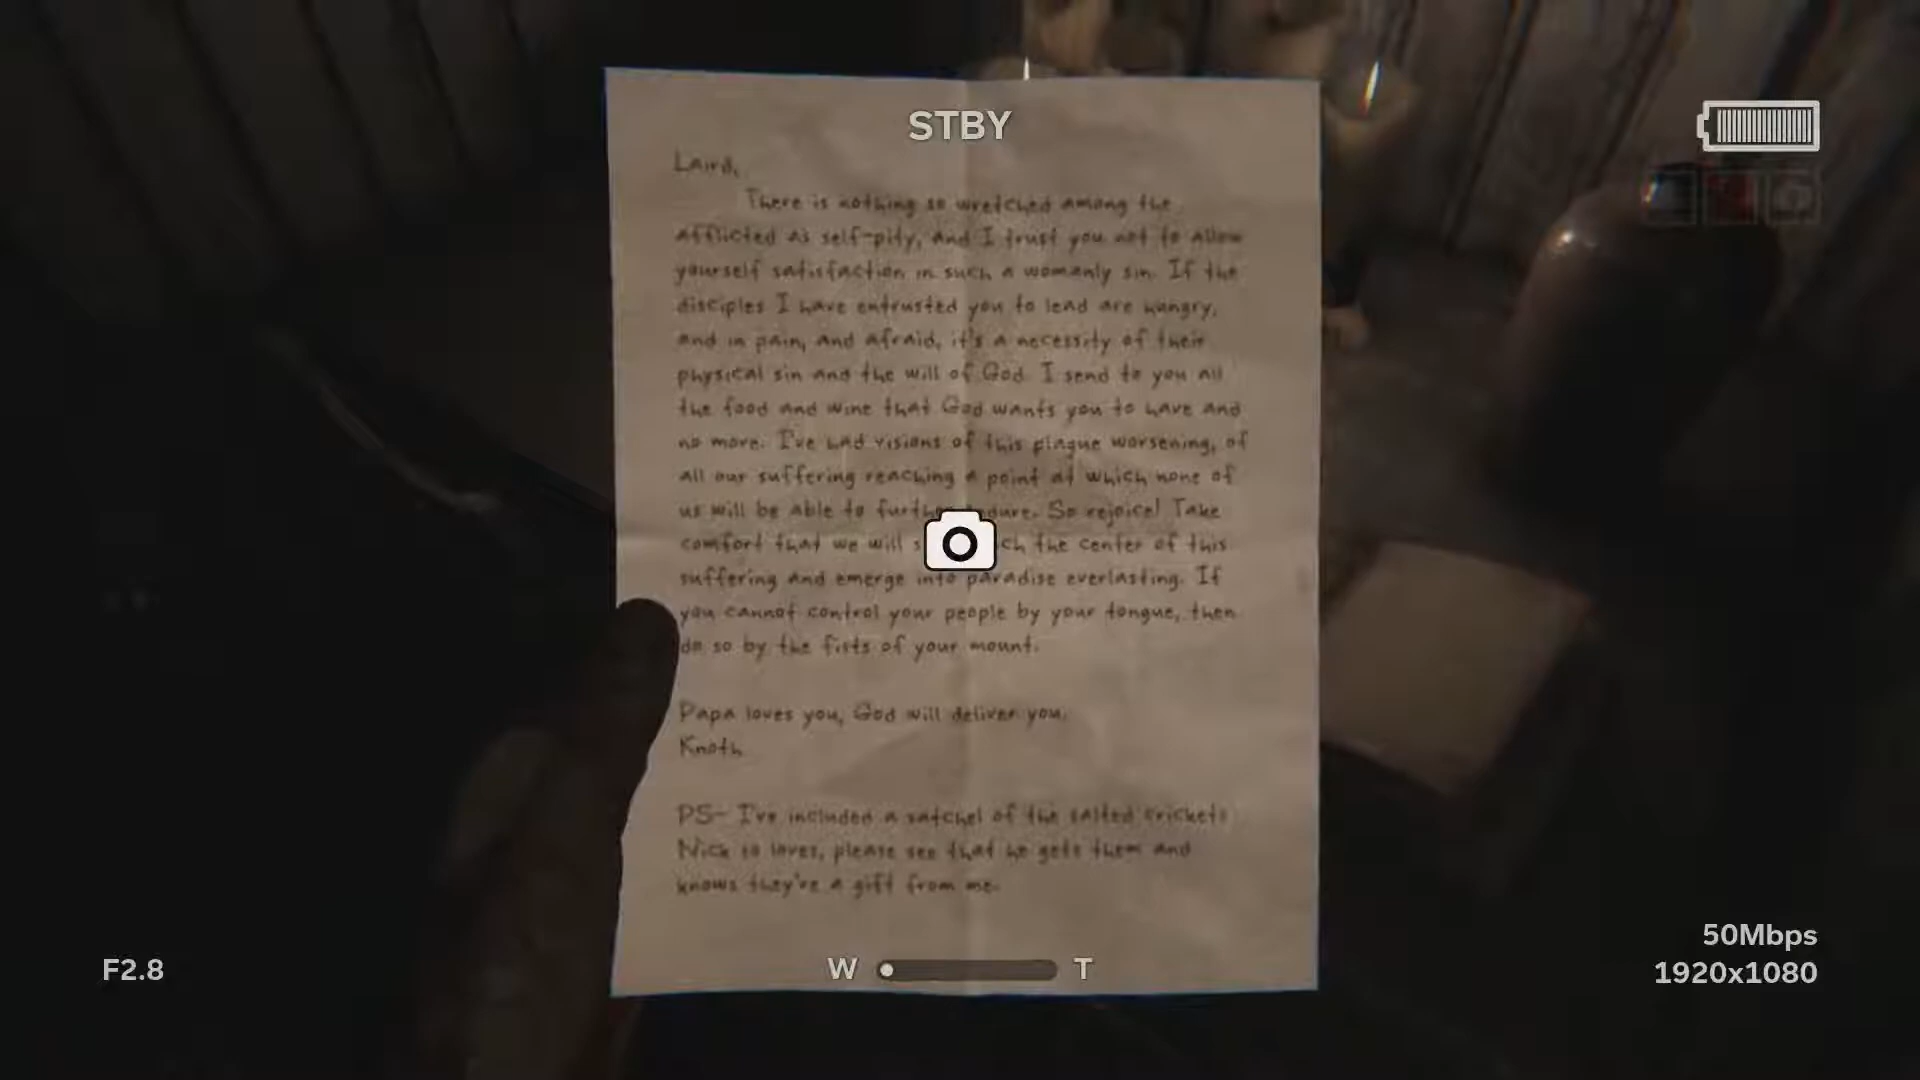 STBY
Laird,
There is nothing so wretched among the
afflicted as self-pity, and I trust you not to allow
yourself satisfaction in such a womanly sin. If the
disciples I have entrusted you to lead are hungry,
and in pain, and afraid, it's a necessity of their
physical sin and the will of God. I send to you all
the food and wine that God wants you to have and
no more. I've had visions of this plague worsening, of
all our suffering reaching a point at which none of
us will be able to further endure. So rejoice! Take
comfort that we will the center of this
suffering and emerge into paradise everlasting. If
you cannot control your people by your tongue, then
do so by the fists of your mount.
Papa loves you, God will deliver you.
Knoth
PS- I've included a satchel of the salted crickets
Nick so loves, please see that he gets them and
knows they're a gift from me.
W T
F2.8
50Mbps
1920x1080